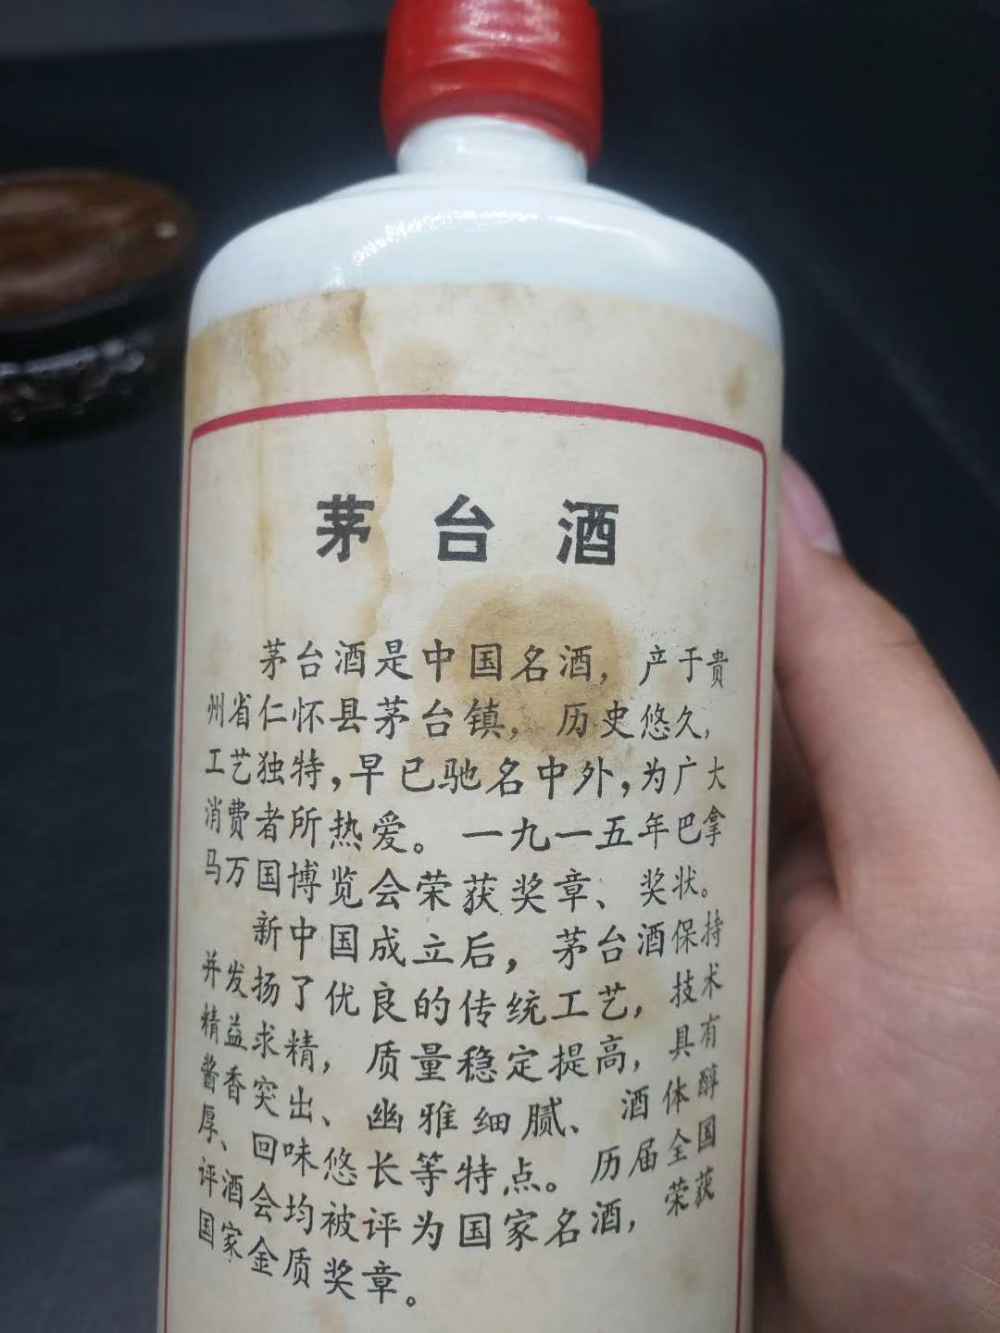 茅台酒
茅台酒是中国名酒，产于贵
州省仁怀县茅台镇，历史悠久，
工艺独特，早已驰名中外，为广大
消费者所热爱。一九一五年巴拿
马万国博览会荣获奖章、奖状。
新中国成立后，茅台酒保持
并发扬了优良的传统工艺，技术
精益求精，质量稳定提高，具有
酱香突出、幽雅细腻、酒体醇
厚、回味悠长等特点。历届全国
评酒会均被评为国家名酒，荣获
国家金质奖章。